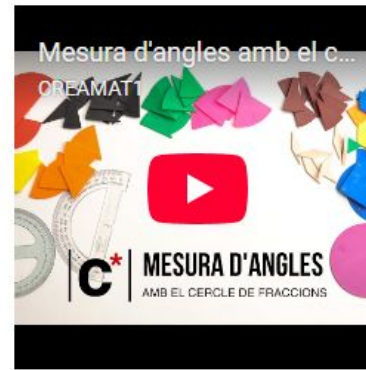 Mesura d'angles amb el c...
CREAMAT1
C*
MESURA D'ANGLES
AMB EL CERCLE DE FRACCIONS